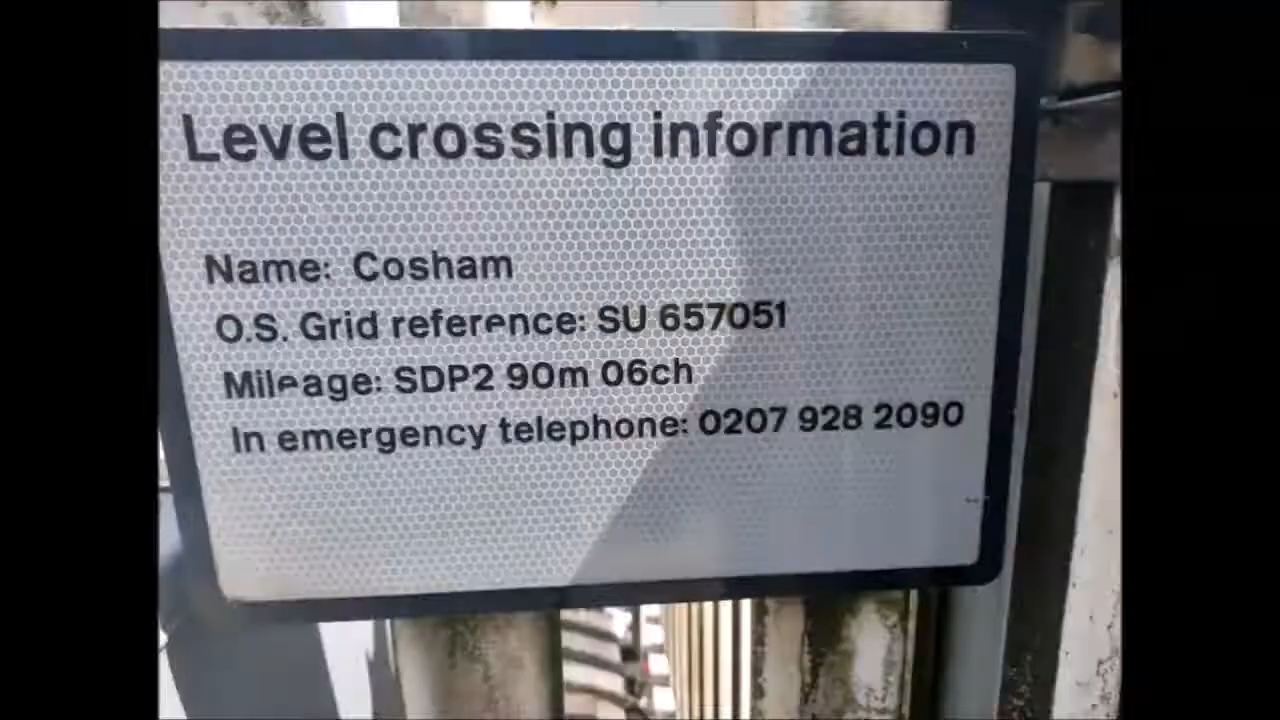 Level crossing information
Name: Cosham
O.S. Grid reference: SU 657051
Mileage: SDP2 90m 06ch
In emergency telephone: 0207 928 2090